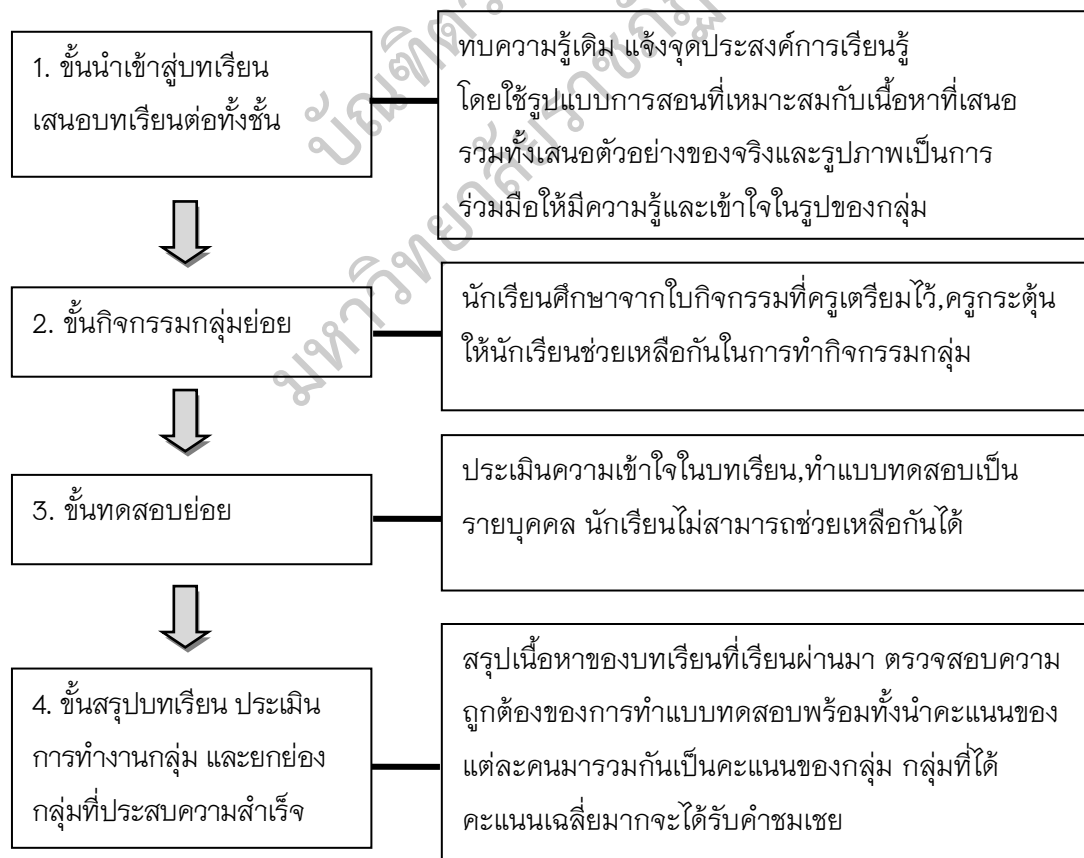 1. ขั้นนำเข้าสู่บทเรียน
เสนอบทเรียนต่อทั้งชั้น
ทบความรู้เดิม แจ้งจุดประสงค์การเรียนรู้
โดยใช้รูปแบบการสอนที่เหมาะสมกับเนื้อหาที่เสนอ
รวมทั้งเสนอตัวอย่างของจริงและรูปภาพเป็นการ
ร่วมมือให้มีความรู้และเข้าใจในรูปของกลุ่ม
2. ขั้นกิจกรรมกลุ่มย่อย
นักเรียนศึกษาจากใบกิจกรรมที่ครูเตรียมไว้,ครูกระตุ้น
ให้นักเรียนช่วยเหลือกันในการทำกิจกรรมกลุ่ม
3. ขั้นทดสอบย่อย
ประเมินความเข้าใจในบทเรียน,ทำแบบทดสอบเป็น
รายบุคคล นักเรียนไม่สามารถช่วยเหลือกันได้
4. ขั้นสรุปบทเรียน ประเมิน
การทำงานกลุ่ม และยกย่อง
กลุ่มที่ประสบความสำเร็จ
สรุปเนื้อหาของบทเรียนที่เรียนผ่านมา ตรวจสอบความ
ถูกต้องของการทำแบบทดสอบพร้อมทั้งนำคะแนนของ
แต่ละคนมารวมกันเป็นคะแนนของกลุ่ม กลุ่มที่ได้
คะแนนเฉลี่ยมากจะได้รับคำชมเชย
มหาวิทยาลัยราชภัฏ